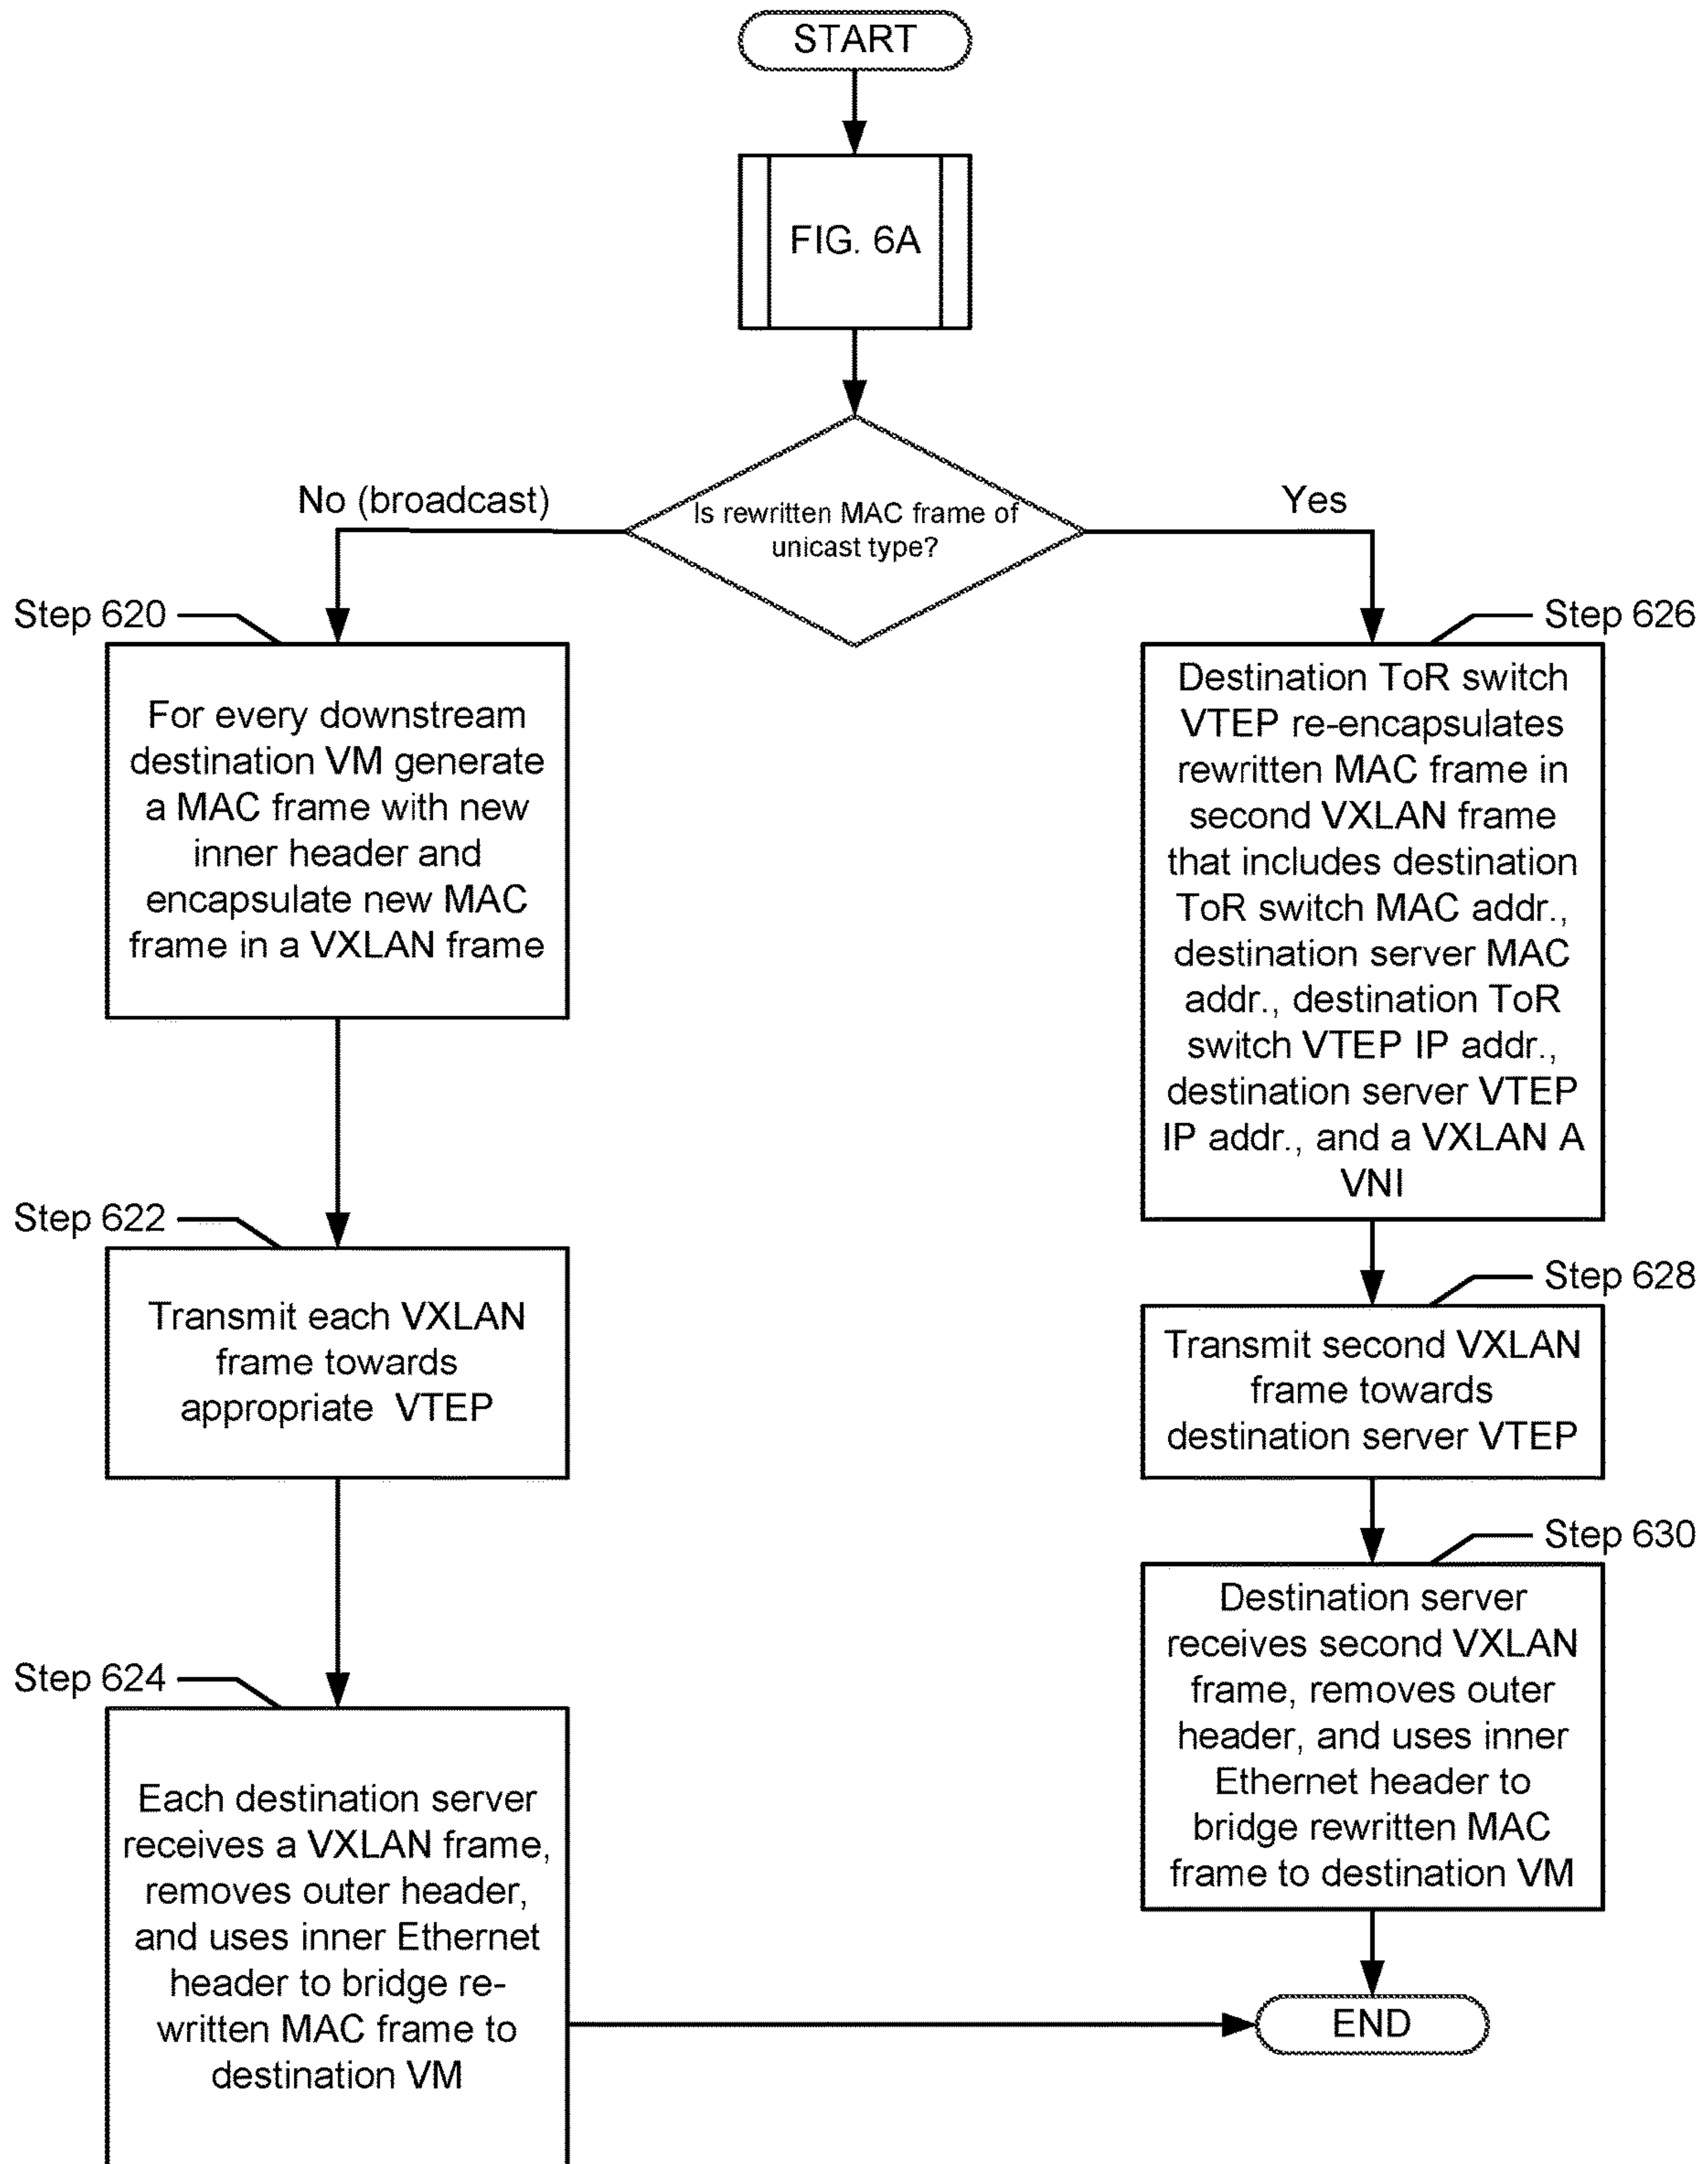 START
FIG. 6A
Is rewritten MAC frame of
unicast type?
No (broadcast)
Yes
Step 620
For every downstream
destination VM generate
a MAC frame with new
inner header and
encapsulate new MAC
frame in a VXLAN frame
Step 622
Transmit each VXLAN
frame towards
appropriate VTEP
Step 624
Each destination server
receives a VXLAN frame,
removes outer header,
and uses inner Ethernet
header to bridge re-
written MAC frame to
destination VM
Step 626
Destination ToR switch
VTEP re-encapsulates
rewritten MAC frame in
second VXLAN frame
that includes destination
ToR switch MAC addr.,
destination server MAC
addr., destination ToR
switch VTEP IP addr.,
destination server VTEP
IP addr., and a VXLAN A
VNI
Step 628
Transmit second VXLAN
frame towards
destination server VTEP
Step 630
Destination server
receives second VXLAN
frame, removes outer
header, and uses inner
Ethernet header to
bridge rewritten MAC
frame to destination VM
END